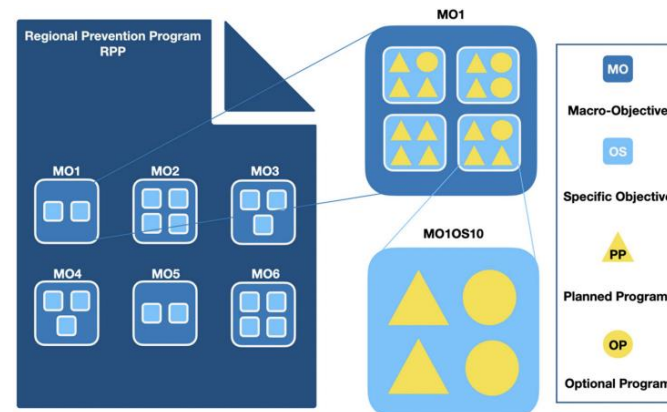 Regional Prevention Program
RPP
MO1
MO2
MO3
MO4
MO5
MO6
MO1
MO1OS10
MO
Macro-Objective
OS
Specific Objective
PP
Planned Program
OP
Optional Program